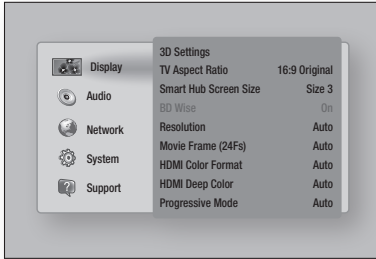 Display
Audio
Network
System
Support
3D Settings
TV Aspect Ratio 16:9 Original
Smart Hub Screen Size Size 3
BD Wise On
Resolution Auto
Movie Frame (24Fs) Auto
HDMI Color Format Auto
HDMI Deep Color Auto
Progressive Mode Auto